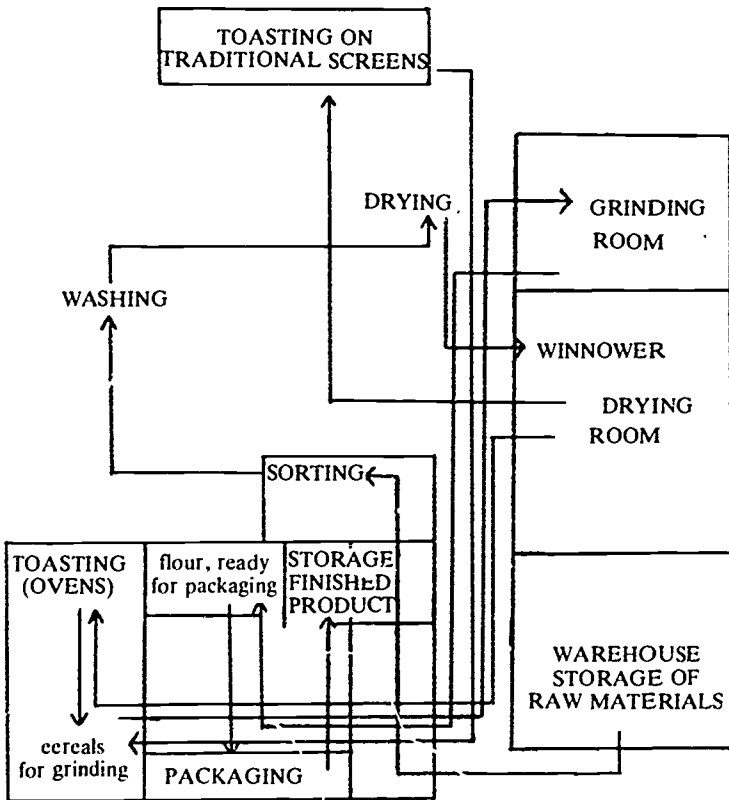 TOASTING ON
TRADITIONAL SCREENS
DRYING
GRINDING
ROOM
WASHING
WINNOWER
DRYING
ROOM
SORTING
TOASTING
(OVENS)
flour, ready
for packaging
STORAGE
FINISHED
PRODUCT
WAREHOUSE
STORAGE OF
RAW MATERIALS
cereals
for grinding
PACKAGING